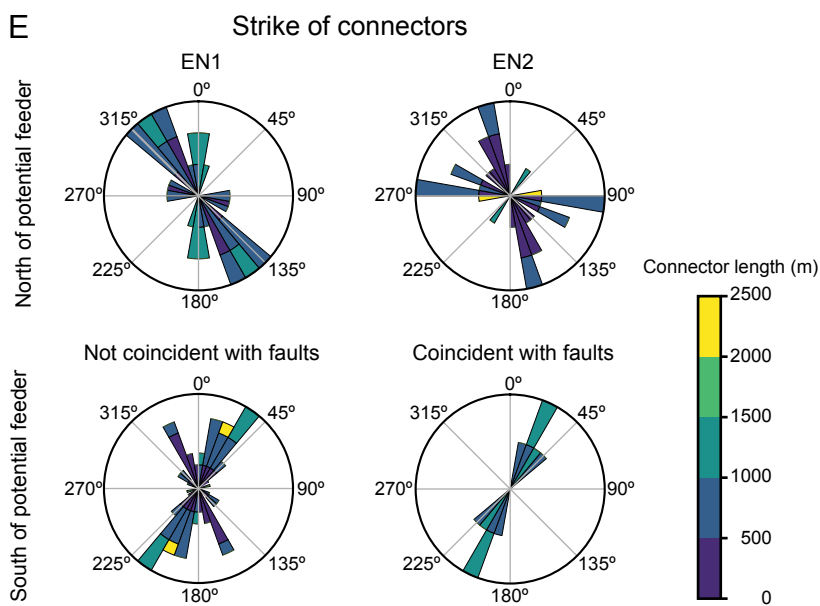 E
Strike of connectors
EN1
EN2
North of potential feeder
0º
45º
90º
135º
180º
225º
270º
315º
0º
45º
90º
135º
180º
225º
270º
315º
South of potential feeder
Not coincident with faults
Coincident with faults
0º
45º
90º
135º
180º
225º
270º
315º
0º
45º
90º
135º
180º
225º
270º
315º
Connector length (m)
2500
2000
1500
1000
500
0